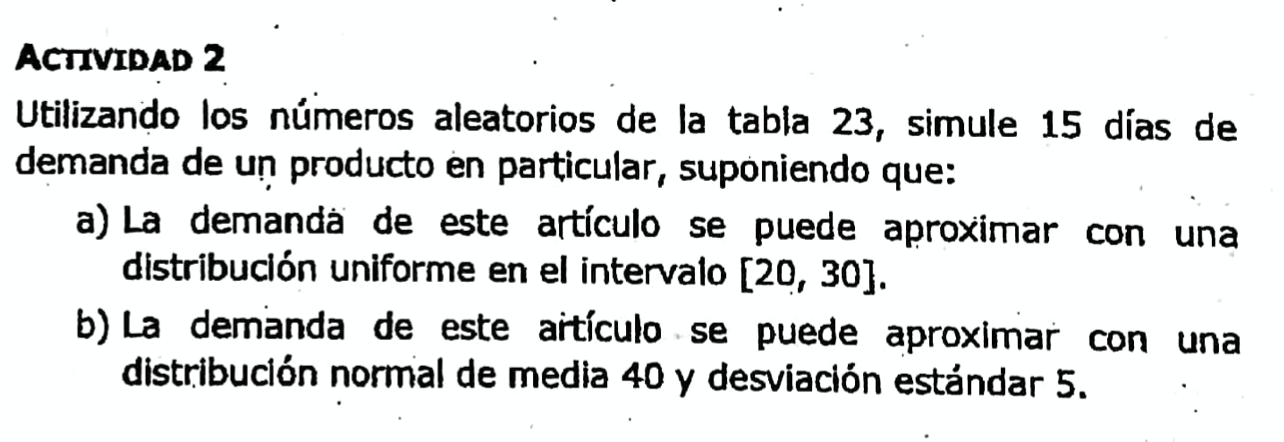 ACTIVIDAD 2
Utilizando los números aleatorios de la tabla 23, simule 15 días de
demanda de un producto en particular, suponiendo que:
a) La demanda de este artículo se puede aproximar con una
distribución uniforme en el intervalo [20, 30].
b) La demanda de este artículo se puede aproximar con una
distribución normal de media 40 y desviación estándar 5.